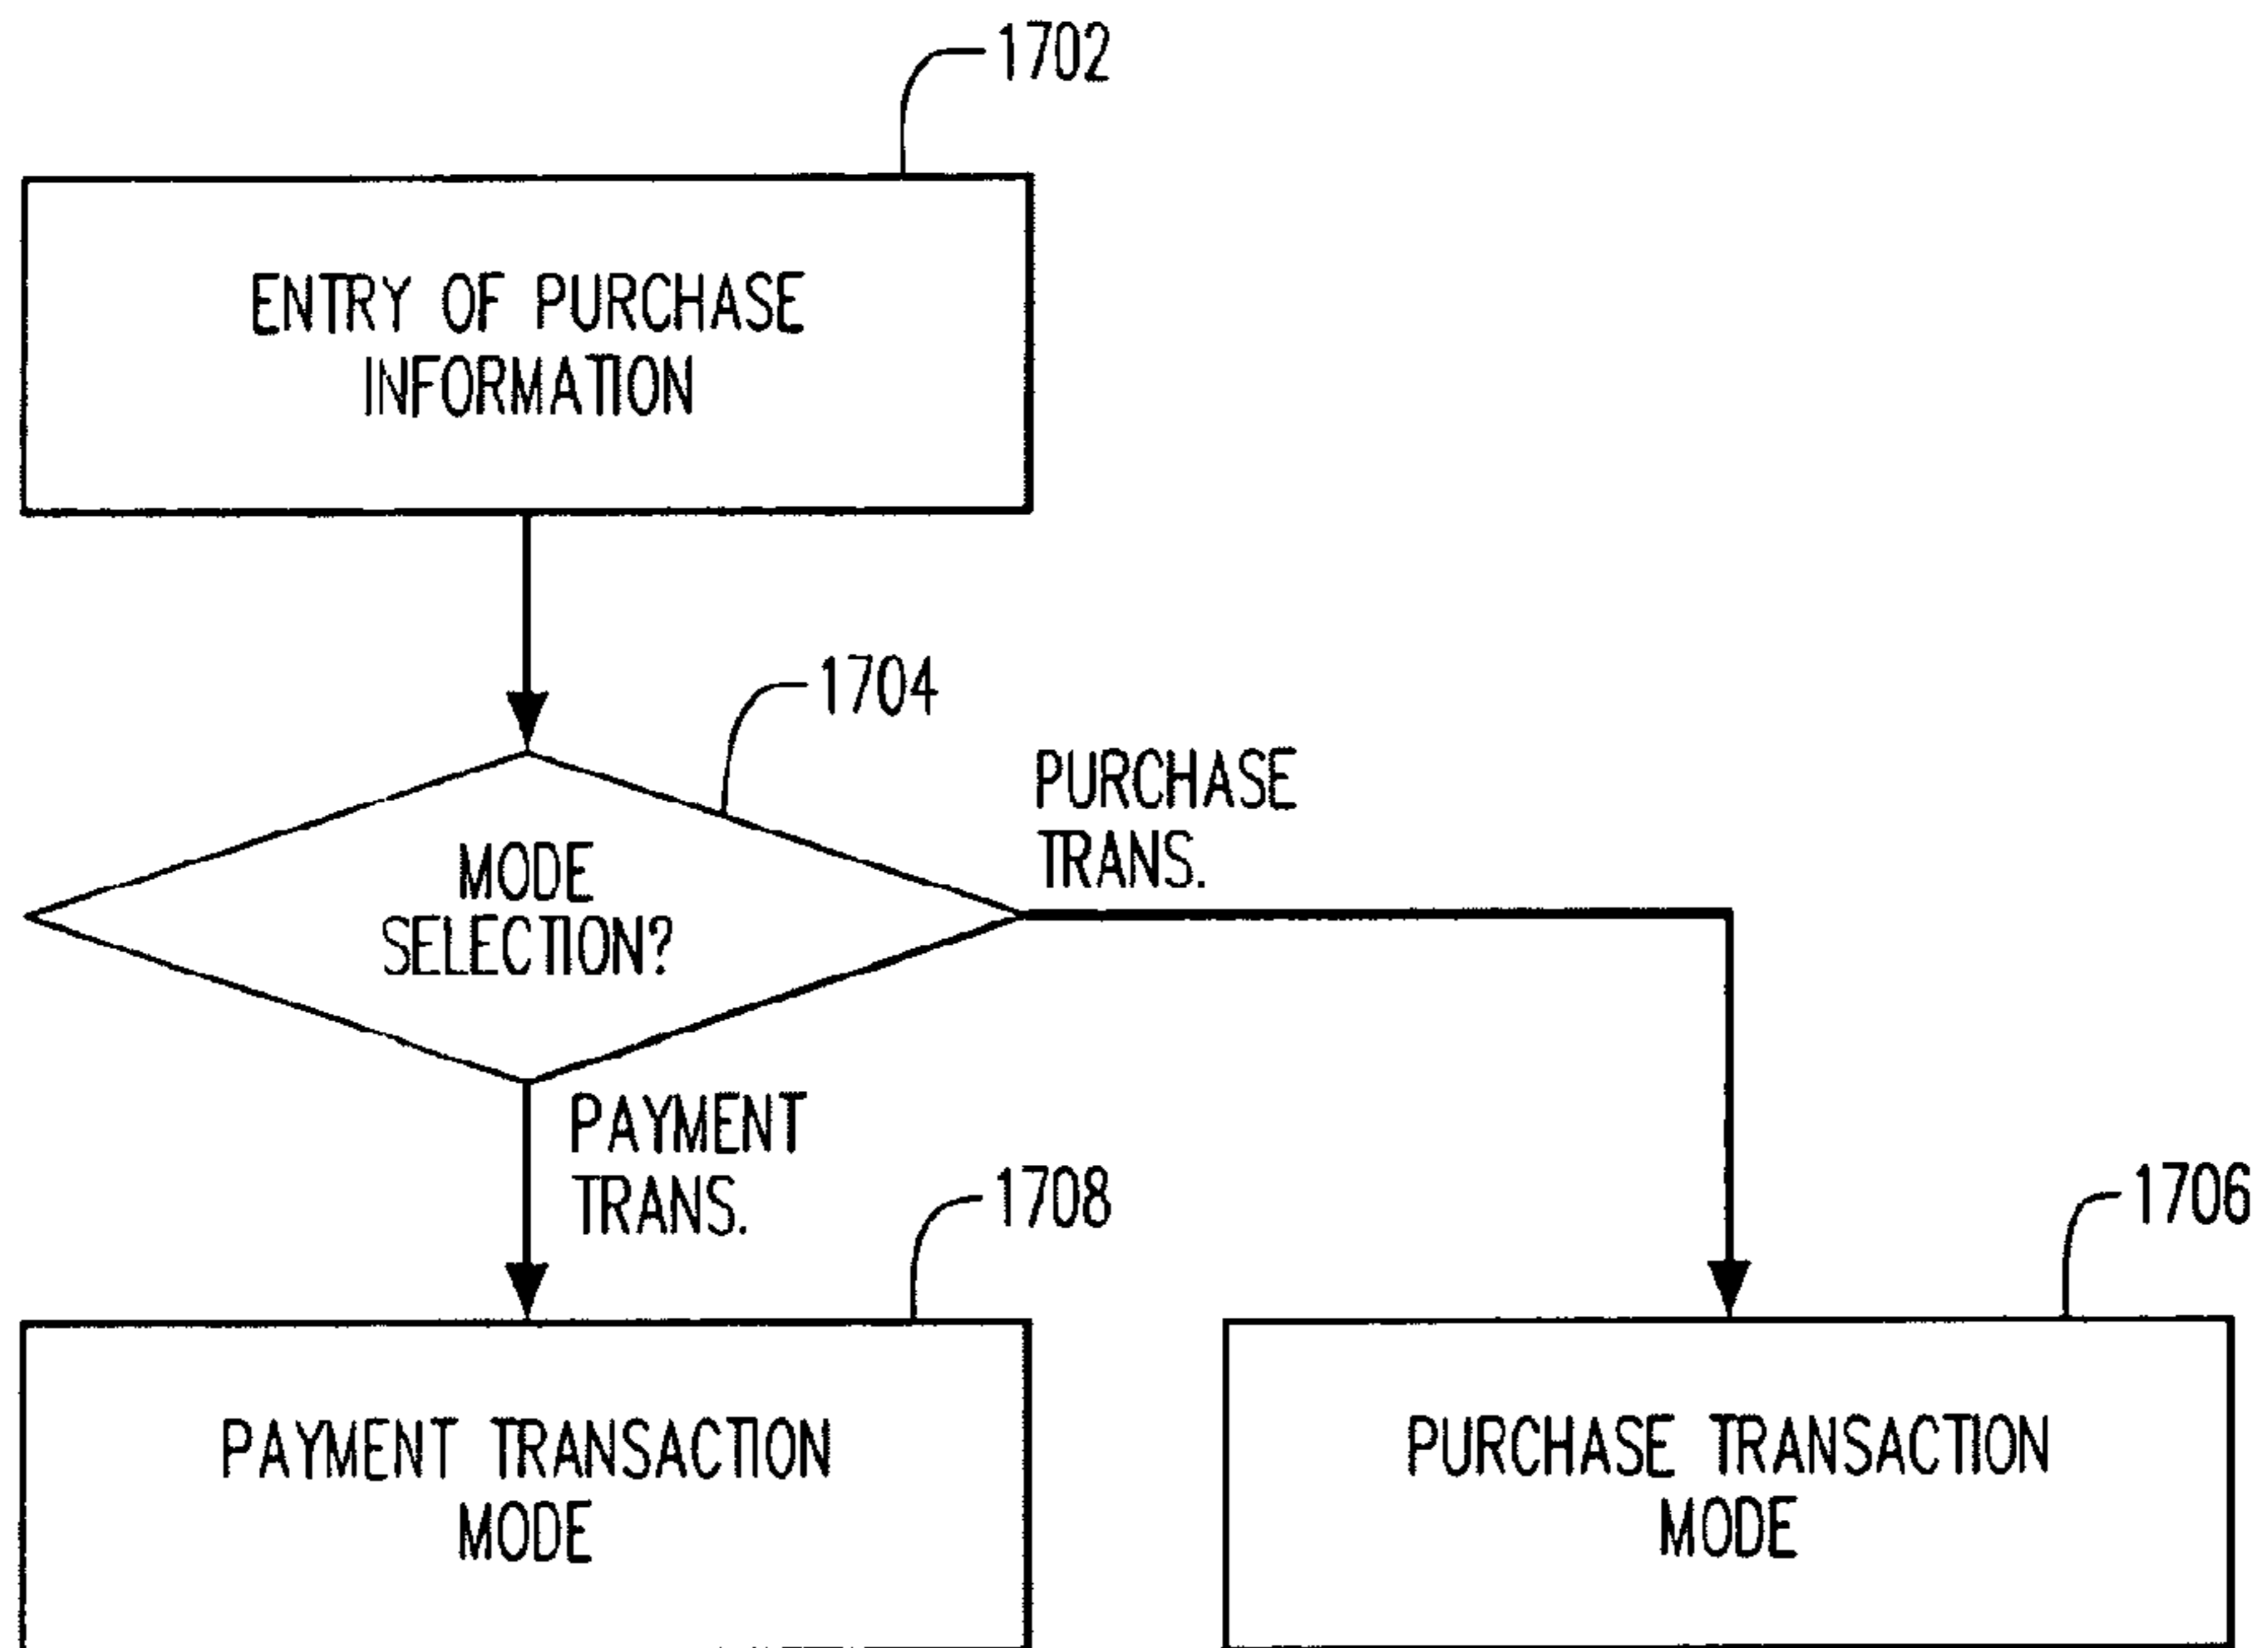 1702
ENTRY OF PURCHASE
INFORMATION
1704
PURCHASE
TRANS.
MODE
SELECTION?
PAYMENT
TRANS.
1708
1706
PAYMENT TRANSACTION
MODE
PURCHASE TRANSACTION
MODE